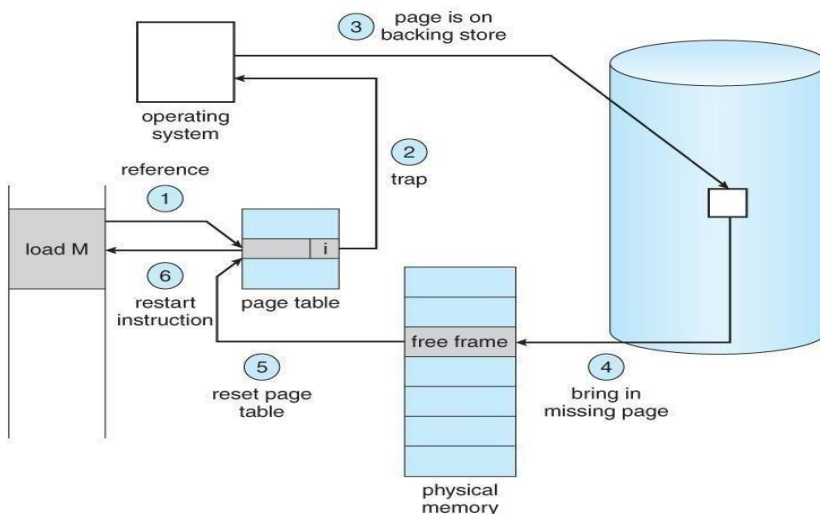 3
page is on
backing store
operating
system
2
trap
reference
1
load M
i
6
restart
instruction
page table
free frame
5
reset page
table
4
bring in
missing page
physical
memory